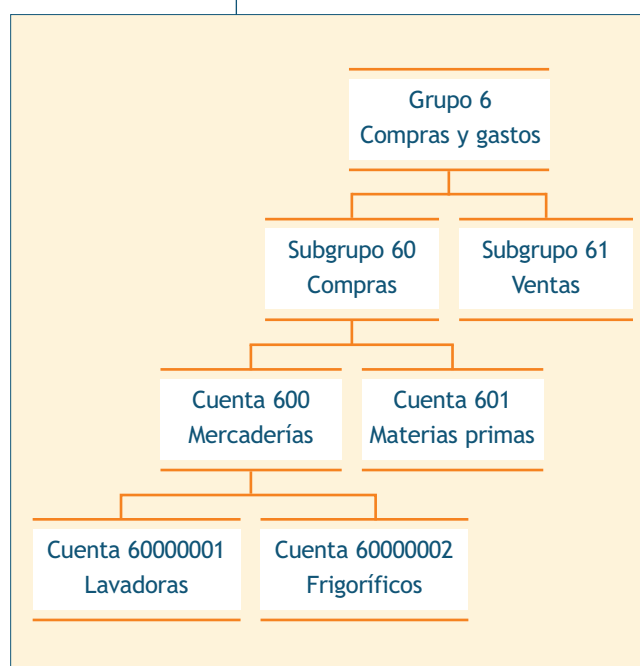 Grupo 6
Compras y gastos
Subgrupo 60
Compras
Subgrupo 61
Ventas
Cuenta 600
Mercaderías
Cuenta 601
Materias primas
Cuenta 60000001
Lavadoras
Cuenta 60000002
Frigoríficos